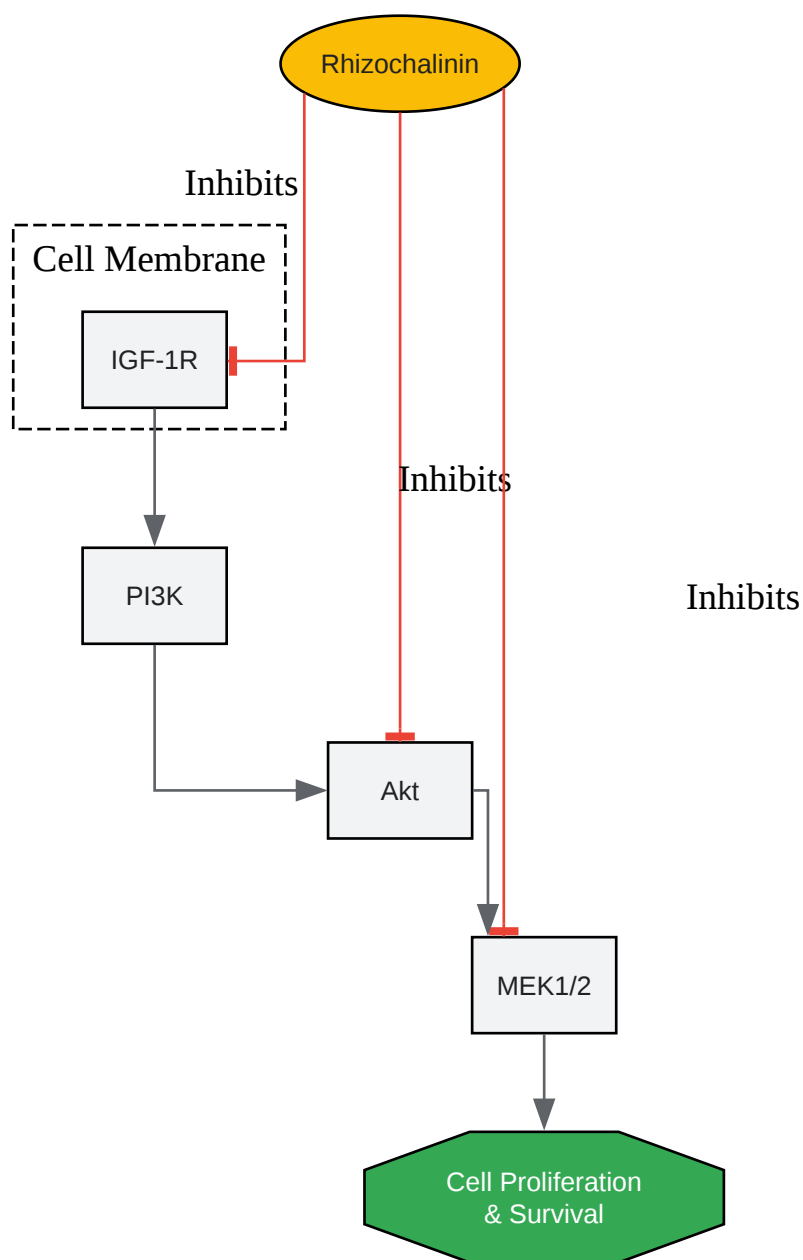 Rhizochalinin
Inhibits
Cell Membrane
IGF-1R
Inhibits
PI3K
Inhibits
Akt
MEK1/2
Cell Proliferation
& Survival